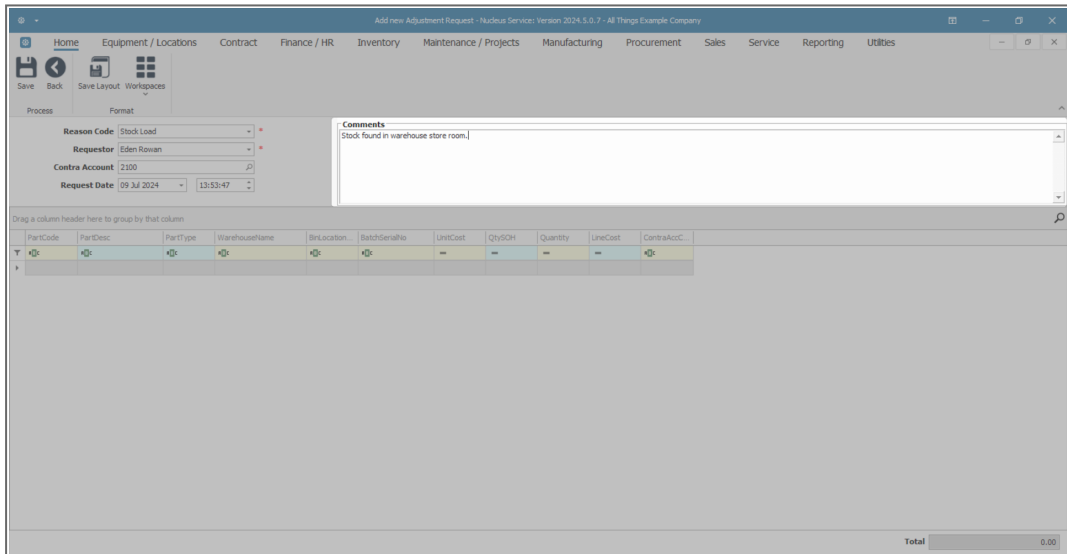 Add new Adjustment Request - Nucleus Service: Version 2024.5.0.7 - All Things Example Company
Home Equipment / Locations Contract Finance / HR Inventory Maintenance / Projects Manufacturing Procurement Sales Service Reporting Utilities
Save Back Save Layout Workspaces
Process Format
Reason Code Stock Load *
Requestor Eden Rowan *
Contra Account 2100
Request Date 09 Jul 2024 13:53:47
Comments
Stock found in warehouse store room.
Drag a column header here to group by that column
PartCode PartDesc PartType WarehouseName BinLocation... BatchSerialNo UnitCost QtySOH Quantity LineCost ContraAccC...
Total 0.00